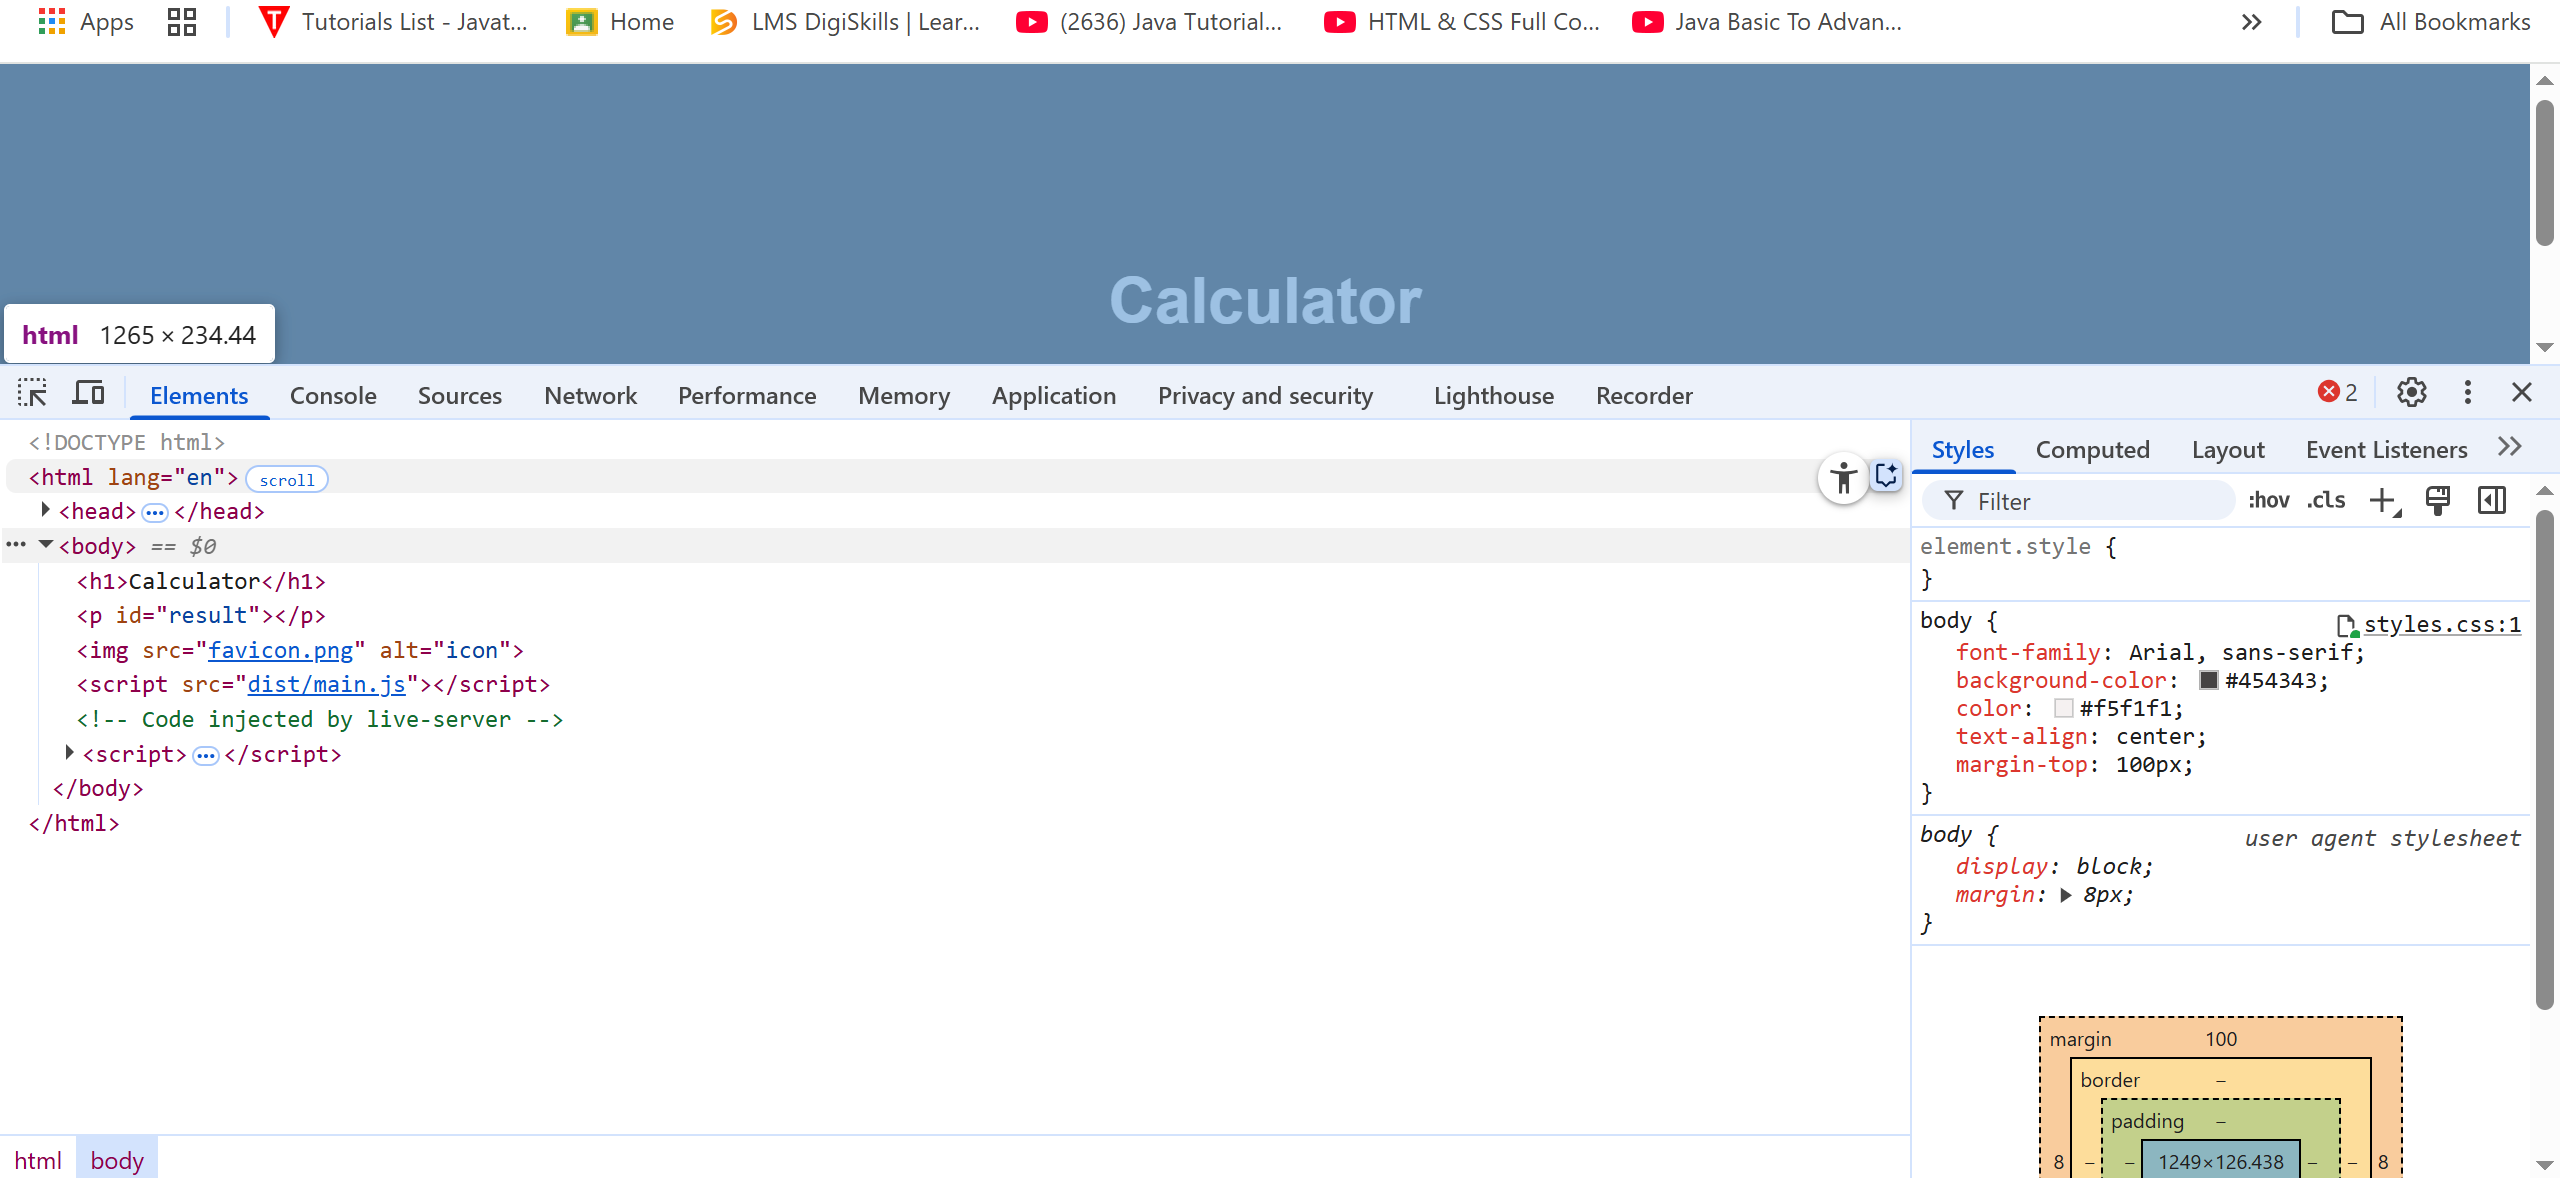 Apps Tutorials List - Javat... Home LMS DigiSkills | Lear... (2636) Java Tutorial... HTML & CSS Full Co... Java Basic To Advan... All Bookmarks
Calculator
html 1265 × 234.44
Elements Console Sources Network Performance Memory Application Privacy and security Lighthouse Recorder 2
<!DOCTYPE html>
<html lang="en"> scroll
<head> ••• </head>
••• <body> == $0
<h1>Calculator</h1>
<p id="result"></p>
<img src="favicon.png" alt="icon">
<script src="dist/main.js"></script>
<!-- Code injected by live-server -->
<script> ••• </script>
</body>
</html>
html body
Styles Computed Layout Event Listeners
Filter :hov .cls
element.style {
}
body { styles.css:1
font-family: Arial, sans-serif;
background-color: #454343;
color: #f5f1f1;
text-align: center;
margin-top: 100px;
}
body { user agent stylesheet
display: block;
margin: 8px;
}
margin 100
border –
padding –
8 – – 1249×126.438 – – 8